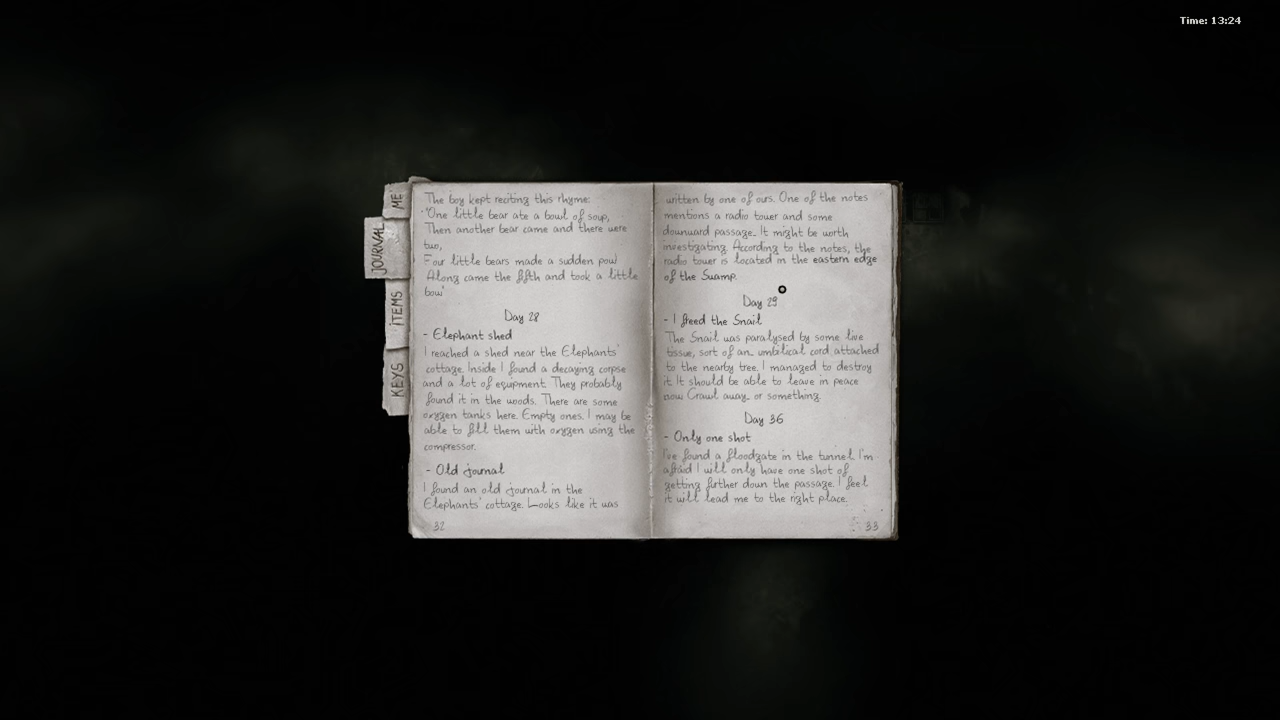 Time: 13:24
ME
JOURNAL
ITEMS
KEYS
The boy kept reciting this rhyme:
"One little bear ate a bowl of soup,
Then another bear came and there were
two,
Four little bears made a sudden pow!
Along came the fifth and took a little
bow"
Day 28
- Elephant shed
I reached a shed near the Elephants'
cottage. Inside I found a decaying corpse
and a lot of equipment. They probably
found it in the woods. There are some
oxygen tanks here. Empty ones. I may be
able to fill them with oxygen using the
compressor.
- Old journal
I found an old journal in the
Elephants' cottage. Looks like it was
32
written by one of ours. One of the notes
mentions a radio tower and some
downward passage. It might be worth
investigating. According to the notes, the
radio tower is located in the eastern edge
of the Swamp.
Day 29
- I freed the Snail
The Snail was paralysed by some live
tissue, sort of an umbilical cord attached
to the nearby tree. I managed to destroy
it. It should be able to leave in peace
now. Crawl away, or something.
Day 36
- Only one shot
I've found a floodgate in the tunnel. I'm
afraid I will only have one shot of
getting further down the passage. I feel
it will lead me to the right place.
33